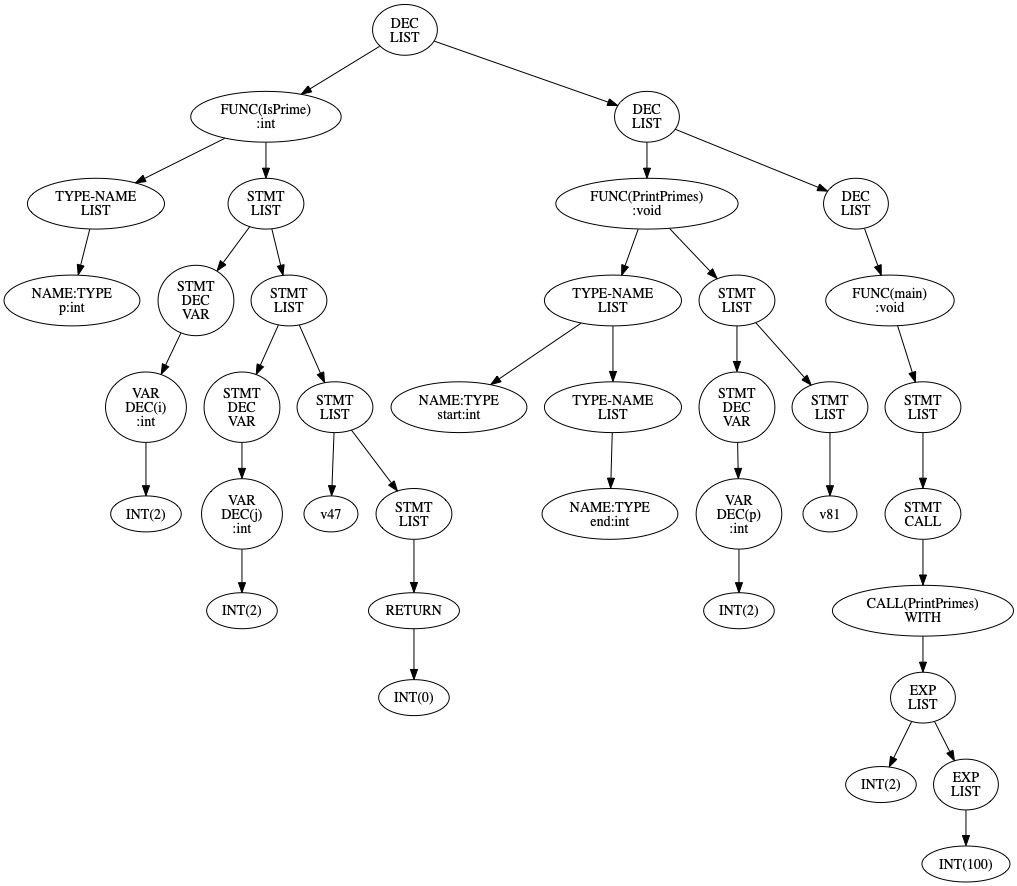 DEC
LIST
FUNC(IsPrime)
:int
DEC
LIST
TYPE-NAME
LIST
STMT
LIST
FUNC(PrintPrimes)
:void
DEC
LIST
NAME:TYPE
p:int
STMT
DEC
VAR
STMT
LIST
TYPE-NAME
LIST
STMT
LIST
FUNC(main)
:void
VAR
DEC(i)
:int
STMT
DEC
VAR
STMT
LIST
NAME:TYPE
start:int
TYPE-NAME
LIST
STMT
DEC
VAR
STMT
LIST
STMT
LIST
INT(2)
VAR
DEC(j)
:int
v47
STMT
LIST
NAME:TYPE
end:int
VAR
DEC(p)
:int
v81
STMT
CALL
INT(2)
RETURN
INT(2)
CALL(PrintPrimes)
WITH
INT(0)
EXP
LIST
INT(2)
EXP
LIST
INT(100)